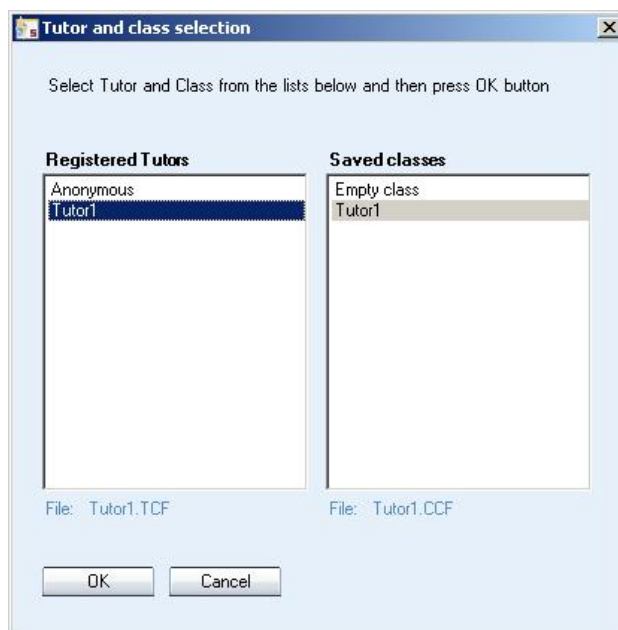 Tutor and class selection
Select Tutor and Class from the lists below and then press OK button
Registered Tutors
Anonymous
Tutor1
File: Tutor1.TCF
Saved classes
Empty class
Tutor1
File: Tutor1.CCF
OK
Cancel